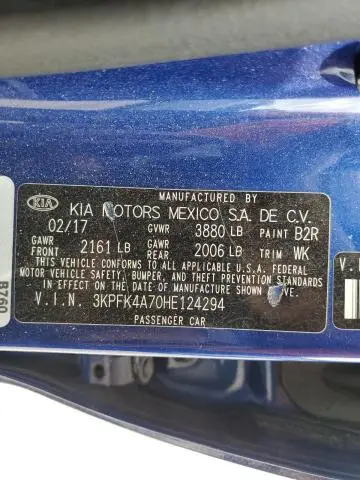 MANUFACTURED BY
KIA KIA MOTORS MEXICO S.A. DE C.V.
02/17 GVWR 3880 LB PAINT B2R
GAWR FRONT 2161 LB GAWR REAR 2006 LB TRIM WK
THIS VEHICLE CONFORMS TO ALL APPLICABLE U.S.A. FEDERAL
MOTOR VEHICLE SAFETY, BUMPER, AND THEFT PREVENTION STANDARDS
IN EFFECT ON THE DATE OF MANUFACTURE SHOWN ABOVE.
V.I.N. 3KPFK4A70HE124294
PASSENGER CAR
B760
V.I